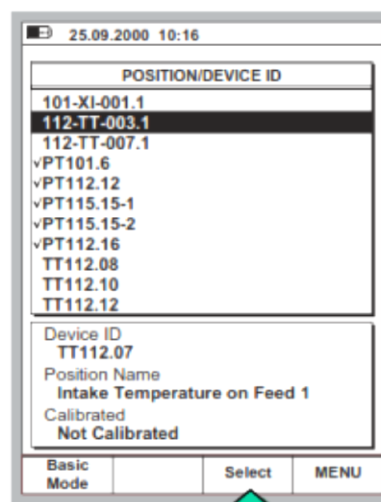 25.09.2000 10:16
POSITION/DEVICE ID
101-XI-001.1
112-TT-003.1
112-TT-007.1
√PT101.6
√PT112.12
√PT115.15-1
√PT115.15-2
√PT112.16
TT112.08
TT112.10
TT112.12
Device ID
TT112.07
Position Name
Intake Temperature on Feed 1
Calibrated
Not Calibrated
Basic Mode Select MENU